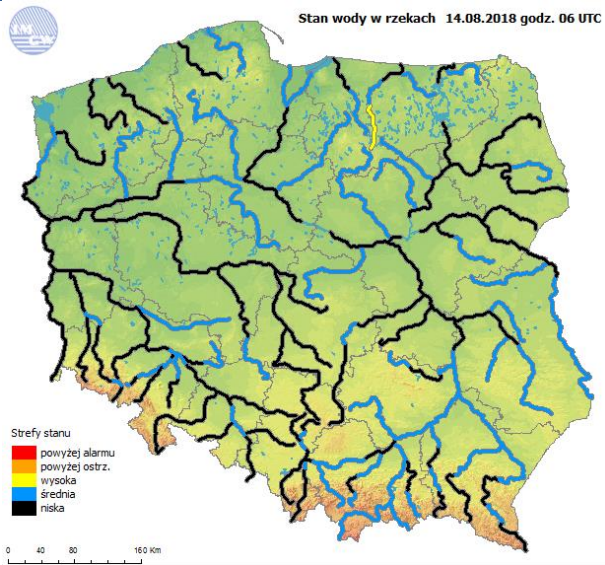 Stan wody w rzekach 14.08.2018 godz. 06 UTC
Strefy stanu
powyżej alarmu
powyżej ostrz.
wysoka
średnia
niska
0 40 80 160 Km